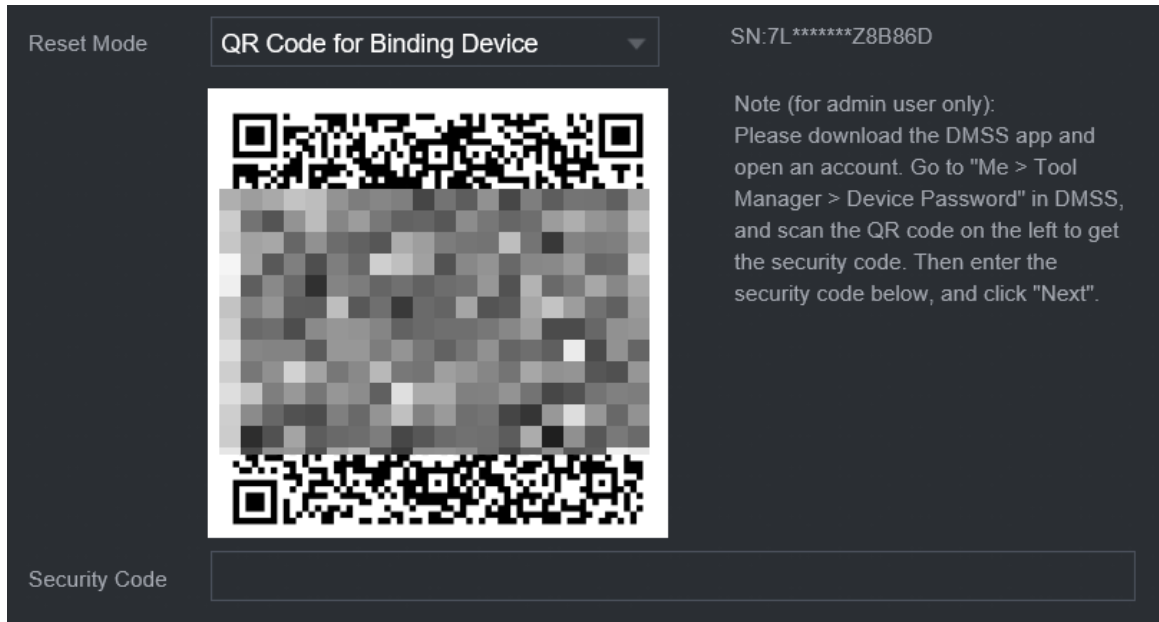 Reset Mode
QR Code for Binding Device
SN:7L*******Z8B86D
Note (for admin user only):
Please download the DMSS app and
open an account. Go to "Me > Tool
Manager > Device Password" in DMSS,
and scan the QR code on the left to get
the security code. Then enter the
security code below, and click "Next".
Security Code